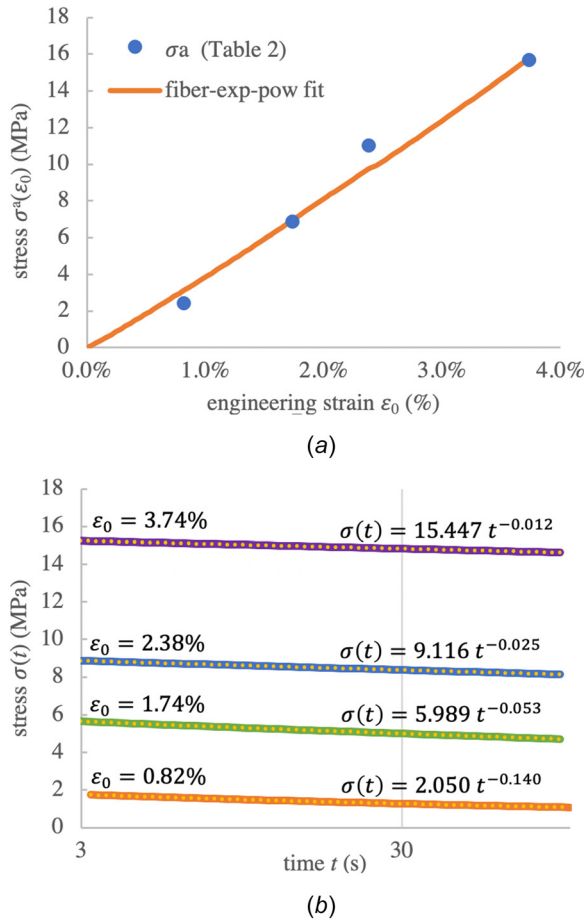 18
16
14
12
10
8
6
4
2
0
stress σᵃ(ε₀) (MPa)
σa (Table 2)
fiber-exp-pow fit
0.0% 1.0% 2.0% 3.0% 4.0%
engineering strain ε₀ (%)
(a)
18
16
14
12
10
8
6
4
2
0
stress σ(t) (MPa)
ε₀ = 3.74% σ(t) = 15.447 t⁻⁰·⁰¹²
ε₀ = 2.38% σ(t) = 9.116 t⁻⁰·⁰²⁵
ε₀ = 1.74% σ(t) = 5.989 t⁻⁰·⁰⁵³
ε₀ = 0.82% σ(t) = 2.050 t⁻⁰·¹⁴⁰
3 30
time t (s)
(b)